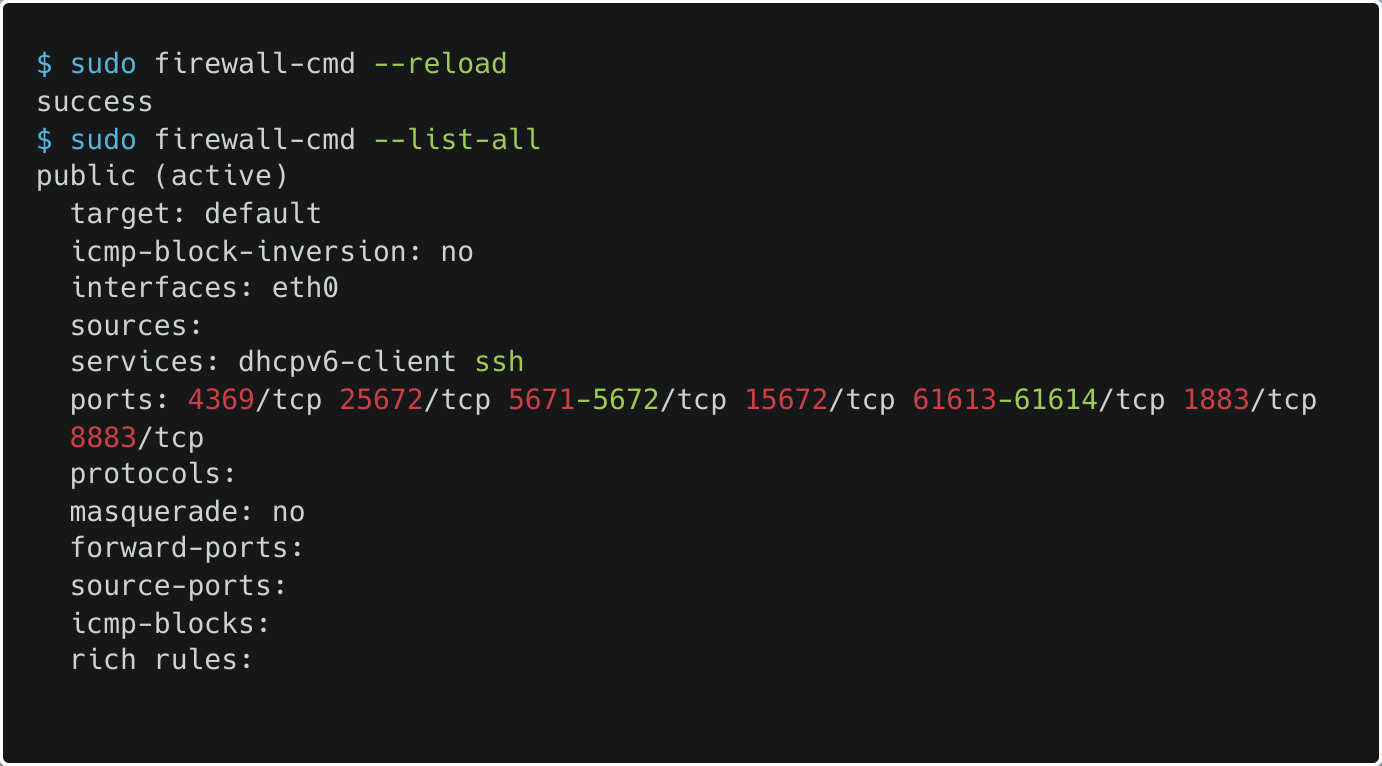 $ sudo firewall-cmd --reload
success
$ sudo firewall-cmd --list-all
public (active)
  target: default
  icmp-block-inversion: no
  interfaces: eth0
  sources:
  services: dhcpv6-client ssh
  ports: 4369/tcp 25672/tcp 5671-5672/tcp 15672/tcp 61613-61614/tcp 1883/tcp
  8883/tcp
  protocols:
  masquerade: no
  forward-ports:
  source-ports:
  icmp-blocks:
  rich rules: